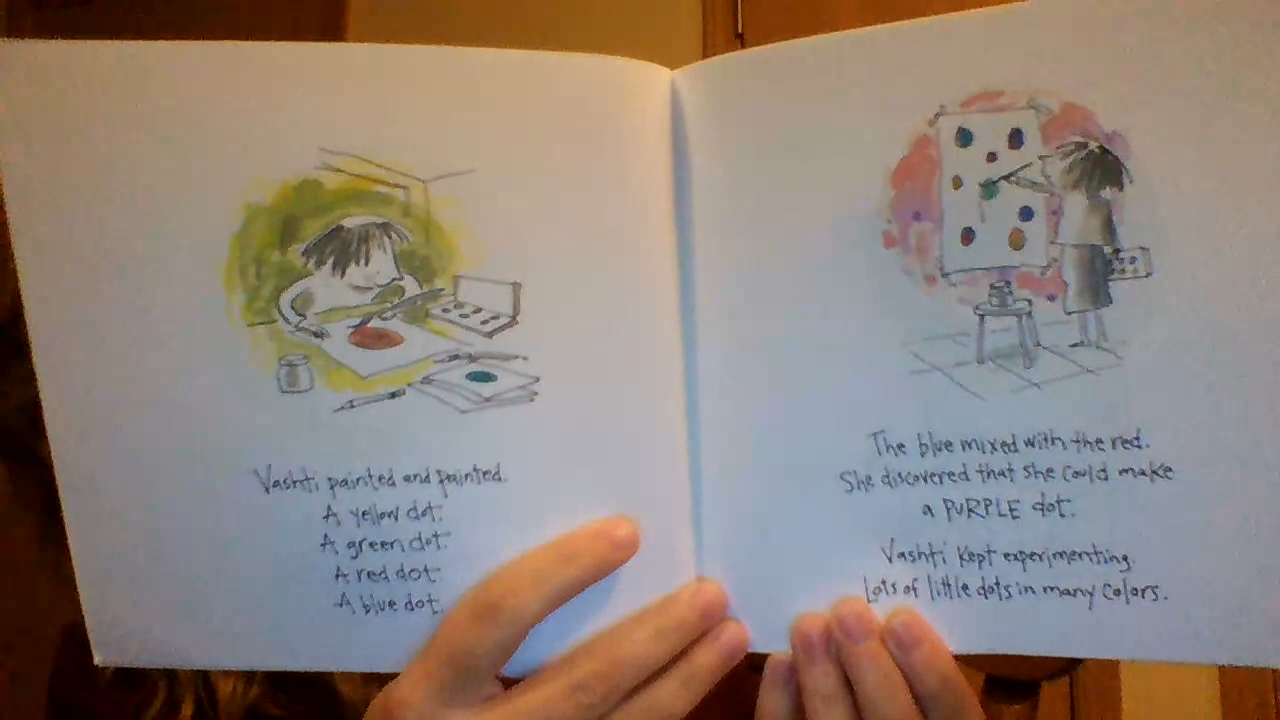 Vashti painted and painted.
A yellow dot.
A green dot.
A red dot.
A blue dot.
The blue mixed with the red.
She discovered that she could make
a PURPLE dot.
Vashti kept experimenting.
Lots of little dots in many colors.